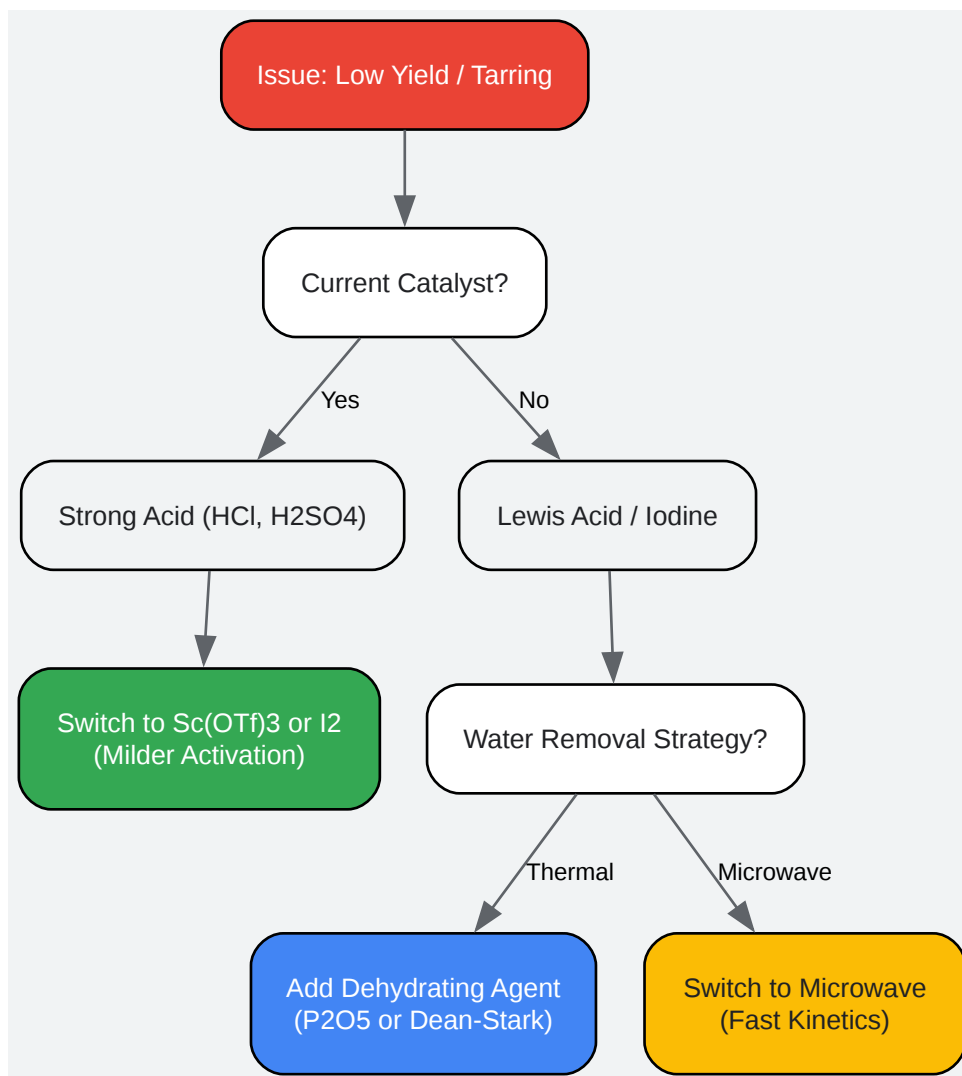 Issue: Low Yield / Tarring
Current Catalyst?
Yes
No
Strong Acid (HCl, H2SO4)
Lewis Acid / Iodine
Switch to Sc(OTf)3 or I2
(Milder Activation)
Water Removal Strategy?
Thermal
Microwave
Add Dehydrating Agent
(P2O5 or Dean-Stark)
Switch to Microwave
(Fast Kinetics)